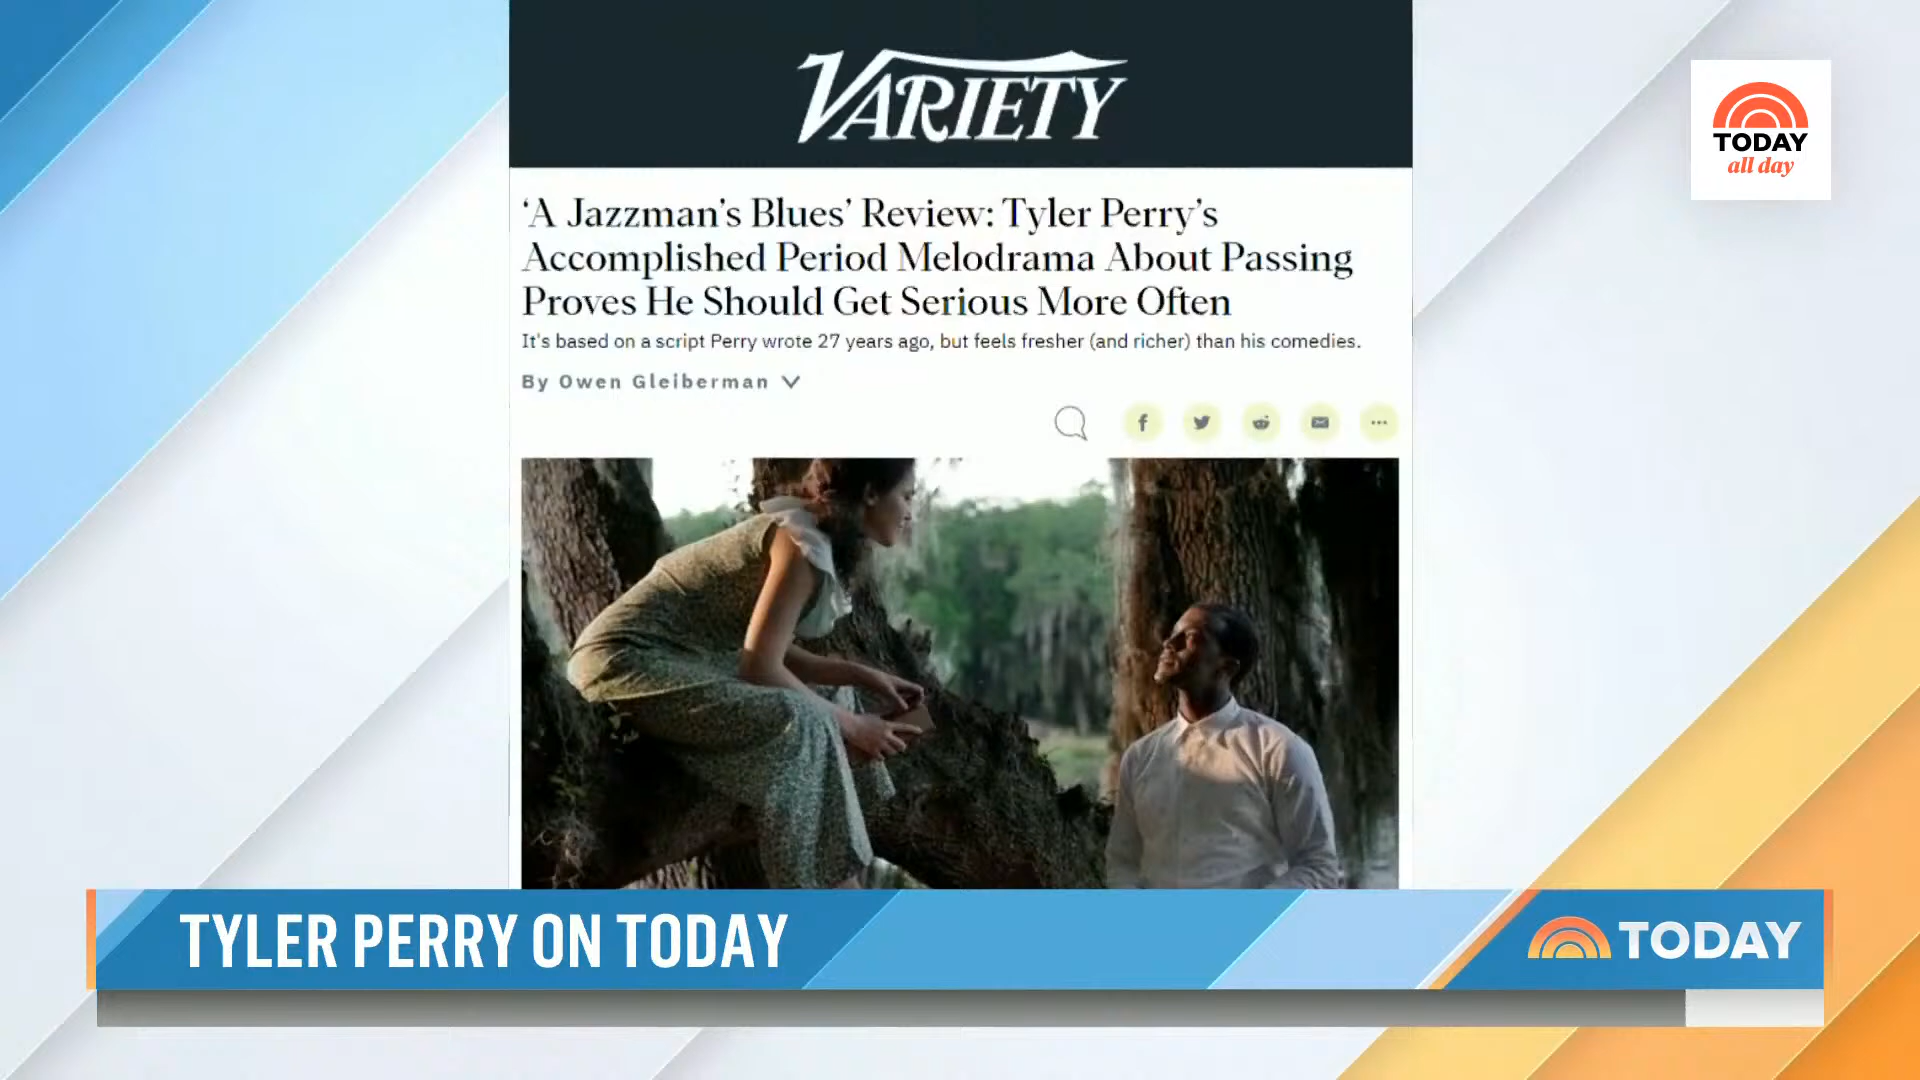 VARIETY
TODAY
all day
‘A Jazzman’s Blues’ Review: Tyler Perry’s
Accomplished Period Melodrama About Passing
Proves He Should Get Serious More Often
It's based on a script Perry wrote 27 years ago, but feels fresher (and richer) than his comedies.
By Owen Gleiberman
TYLER PERRY ON TODAY
TODAY